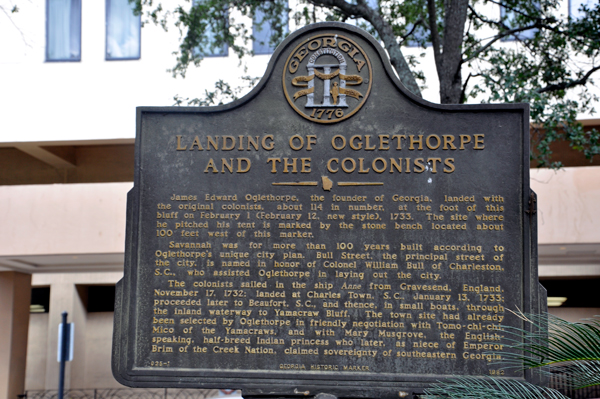 GEORGIA
1776
LANDING OF OGLETHORPE
AND THE COLONISTS
James Edward Oglethorpe, the founder of Georgia, landed with
the original colonists, about 114 in number, at the foot of this
bluff on February 1 (February 12, new style), 1733. The site where
he pitched his tent is marked by the stone bench located about
100 feet west of this marker.
Savannah was for more than 100 years built according to
Oglethorpe's unique city plan. Bull Street, the principal street of
the city, is named in honor of Colonel William Bull of Charleston,
S.C., who assisted Oglethorpe in laying out the city.
The colonists sailed in the ship Anne from Gravesend, England,
November 17, 1732; landed at Charles Town, S.C., January 13, 1733;
proceeded later to Beaufort, S.C., and thence, in small boats, through
the inland waterway to Yamacraw Bluff. The town site had already
been selected by Oglethorpe in friendly negotiation with Tomo-chi-chi,
Mico of the Yamacraws, and with Mary Musgrove, the English-
speaking, half-breed Indian princess who later, as niece of Emperor
Brim of the Creek Nation, claimed sovereignty of southeastern Georgia
GEORGIA HISTORIC MARKER